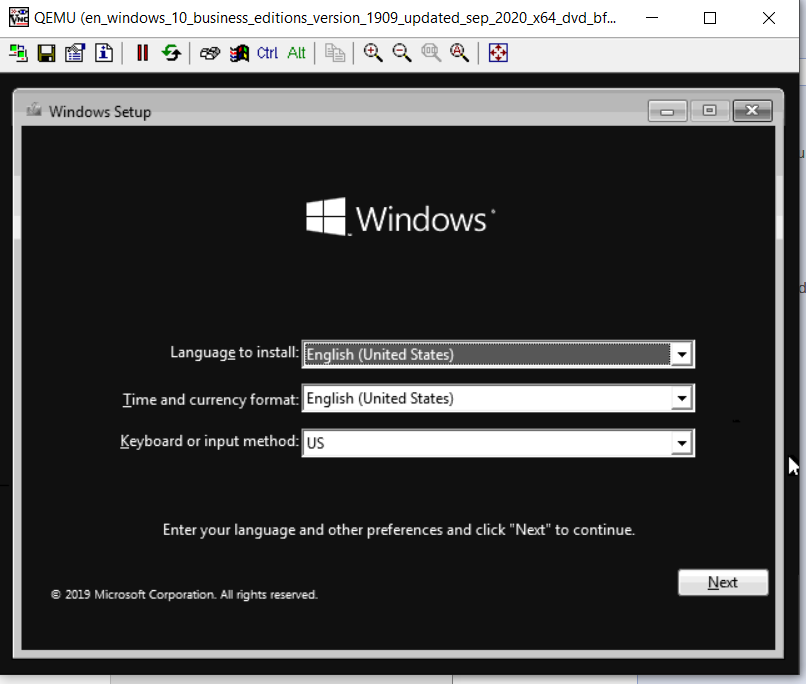 QEMU (en_windows_10_business_editions_version_1909_updated_sep_2020_x64_dvd_bf...
Ctrl Alt
Windows Setup
Windows
Language to install: English (United States)
Time and currency format: English (United States)
Keyboard or input method: US
Enter your language and other preferences and click "Next" to continue.
Next
© 2019 Microsoft Corporation. All rights reserved.